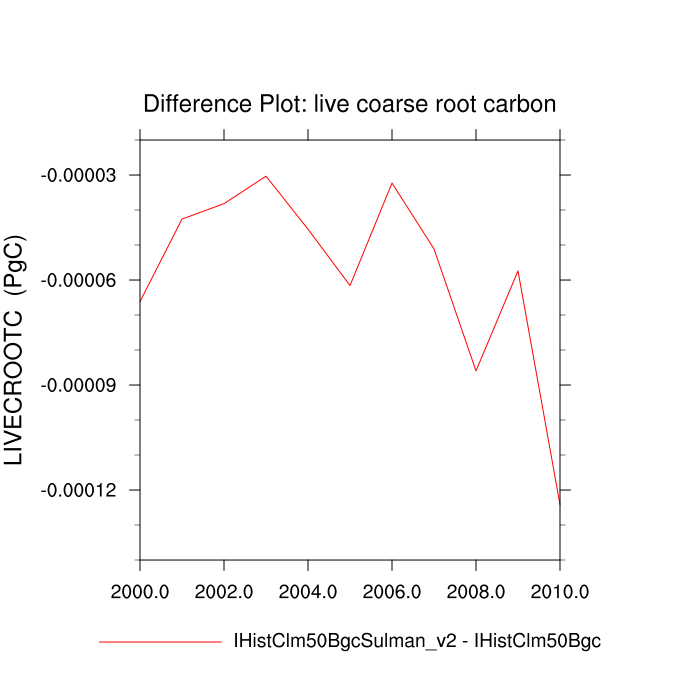 Difference Plot: live coarse root carbon
LIVECROOTC (PgC)
-0.00003
-0.00006
-0.00009
-0.00012
2000.0 2002.0 2004.0 2006.0 2008.0 2010.0
IHistClm50BgcSulman_v2 - IHistClm50Bgc